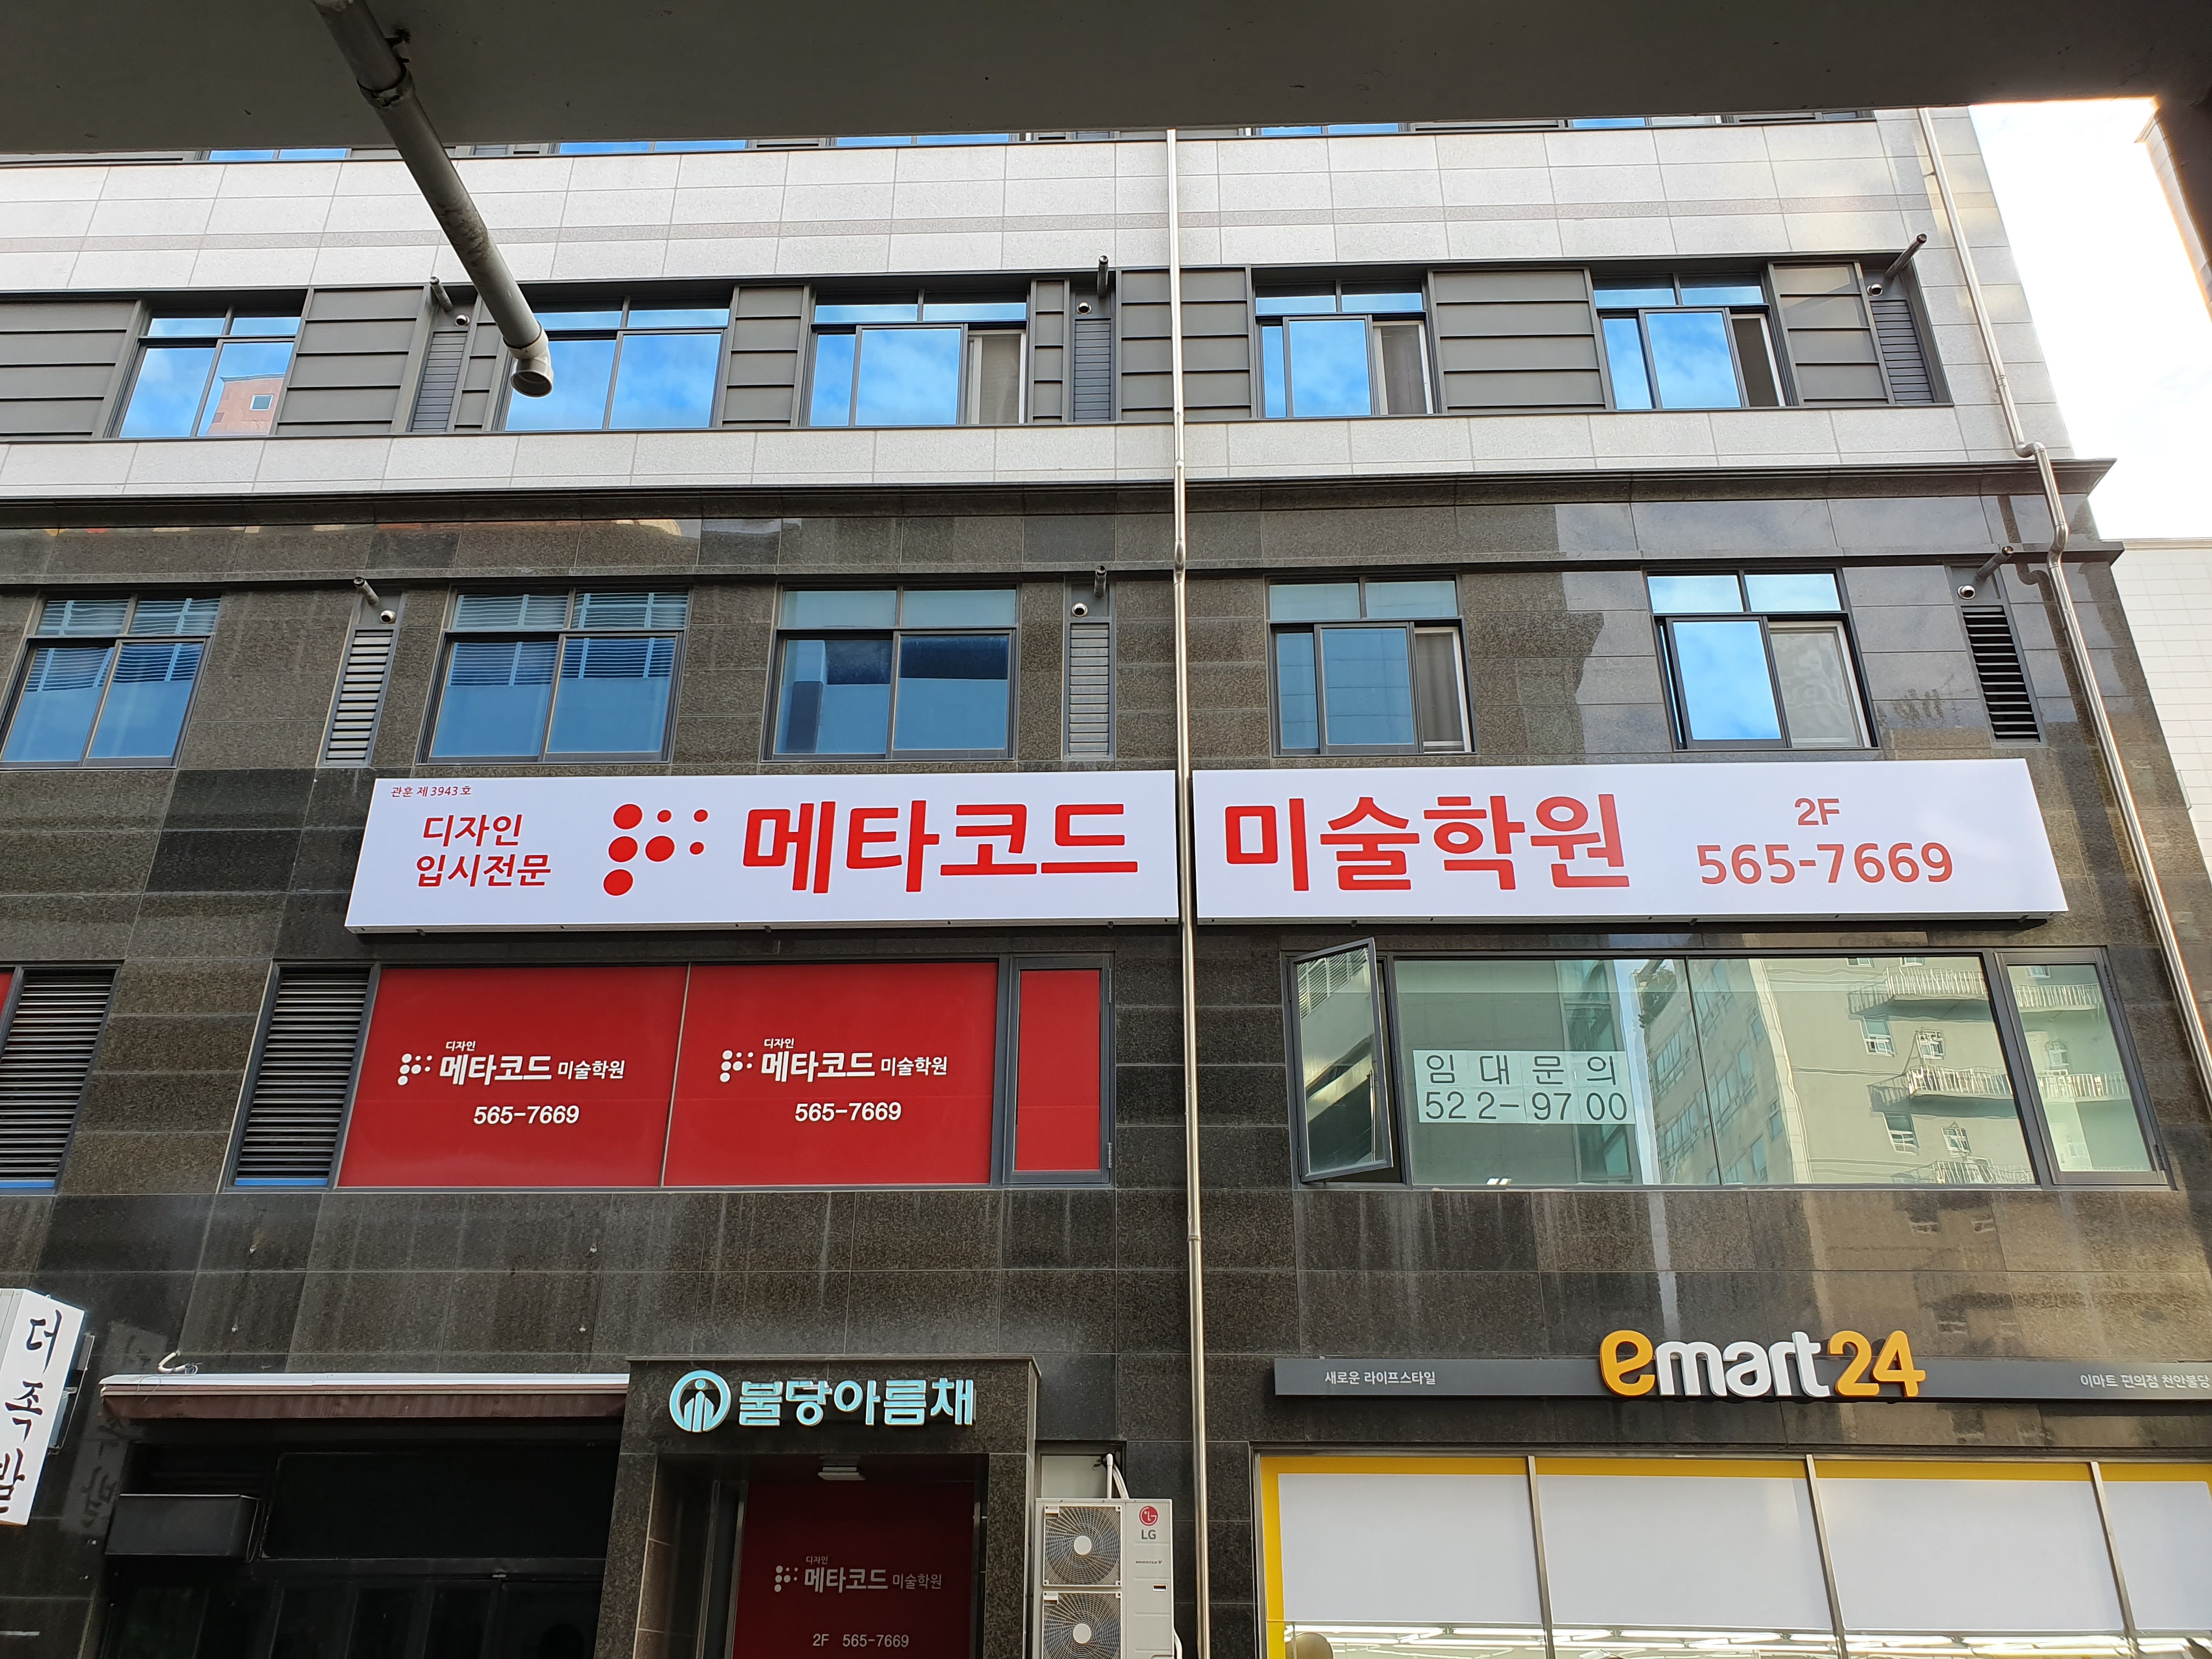 관훈 제3943호
디자인
입시전문
메타코드 미술학원
2F
565-7669
디자인
메타코드 미술학원
565-7669
디자인
메타코드 미술학원
565-7669
임대문의
522-9700
더족발
불당아름채
새로운 라이프스타일
emart24
이마트 편의점 천안불당
디자인
메타코드 미술학원
2F 565-7669
LG